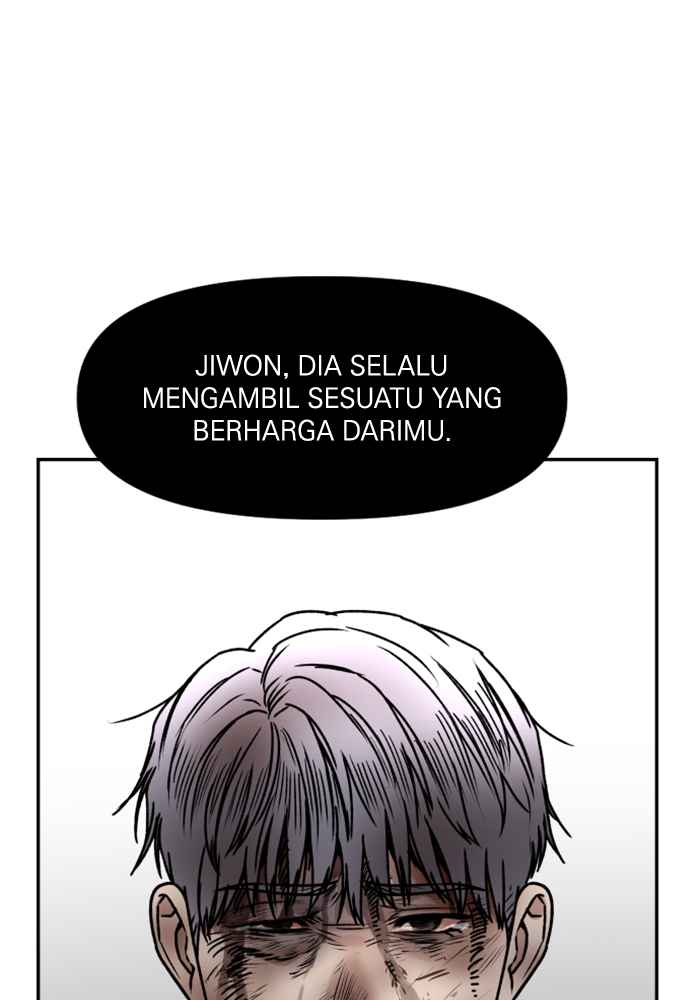 JIWON, DIA SELALU
MENGAMBIL SESUATU YANG
BERHARGA DARIMU.